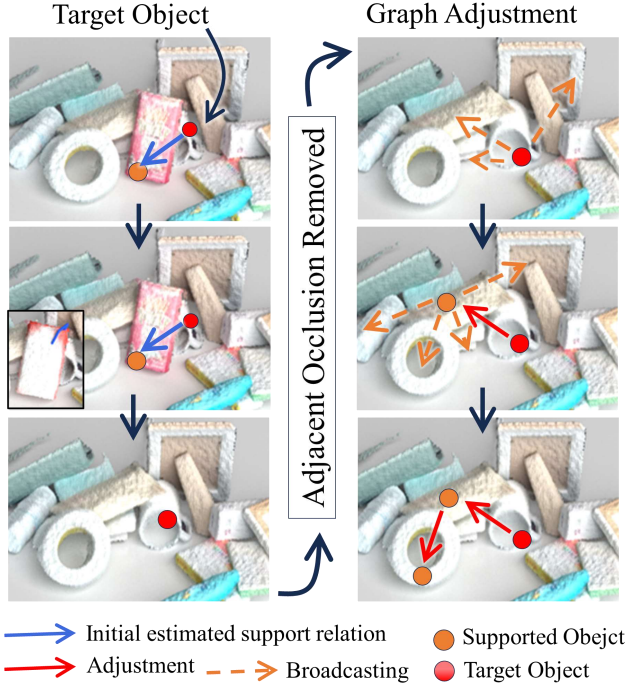 Target Object
Graph Adjustment
Adjacent Occlusion Removed
Initial estimated support relation
Supported Obejct
Adjustment
Broadcasting
Target Object